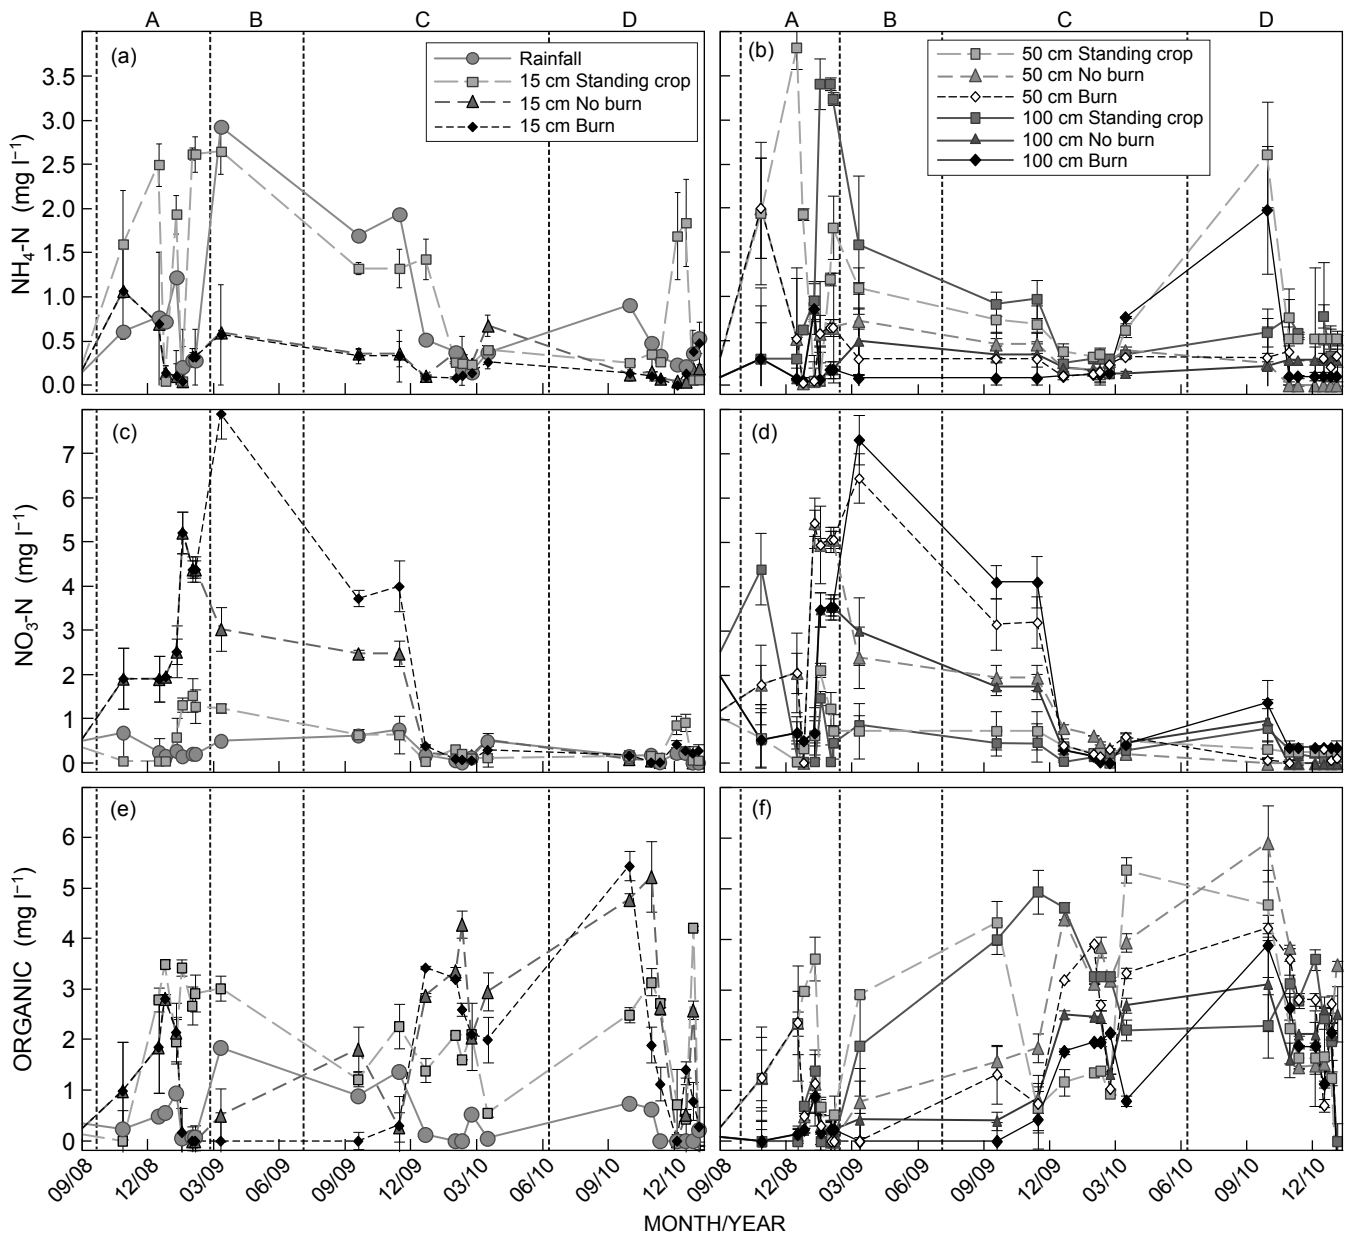 A B C D A B C D
(a)
Rainfall
15 cm Standing crop
15 cm No burn
15 cm Burn
NH₄-N (mg l⁻¹)
3.5
3.0
2.5
2.0
1.5
1.0
0.5
0.0
(b)
50 cm Standing crop
50 cm No burn
50 cm Burn
100 cm Standing crop
100 cm No burn
100 cm Burn
(c)
NO₃-N (mg l⁻¹)
7
6
5
4
3
2
1
0
(d)
(e)
ORGANIC (mg l⁻¹)
6
5
4
3
2
1
0
(f)
09/08 12/08 03/09 06/09 09/09 12/09 03/10 06/10 09/10 12/10 09/08 12/08 03/09 06/09 09/09 12/09 03/10 06/10 09/10 12/10
MONTH/YEAR